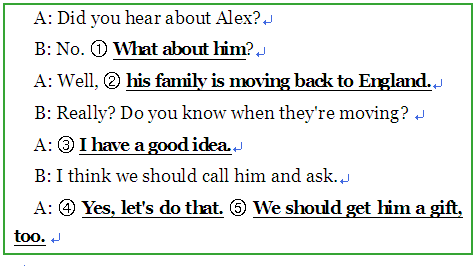 A: Did you hear about Alex?
B: No. ① What about him?
A: Well, ② his family is moving back to England.
B: Really? Do you know when they're moving?
A: ③ I have a good idea.
B: I think we should call him and ask.
A: ④ Yes, let's do that. ⑤ We should get him a gift,
too.